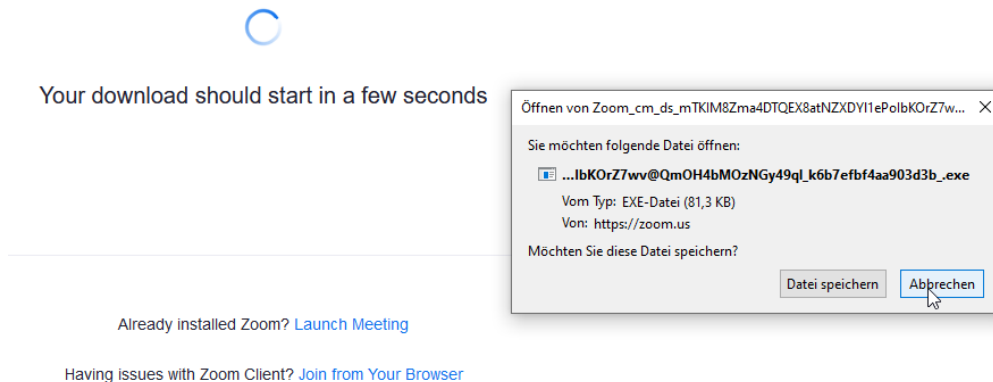 Your download should start in a few seconds
Öffnen von Zoom_cm_ds_mTKlM8Zma4DTQEX8atNZXDYI1ePolbKOrZ7w...
Sie möchten folgende Datei öffnen:
...lbKOrZ7wv@QmOH4bMOzNGy49ql_k6b7efbf4aa903d3b_.exe
Vom Typ: EXE-Datei (81,3 KB)
Von: https://zoom.us
Möchten Sie diese Datei speichern?
Datei speichern
Abbrechen
Already installed Zoom? Launch Meeting
Having issues with Zoom Client? Join from Your Browser